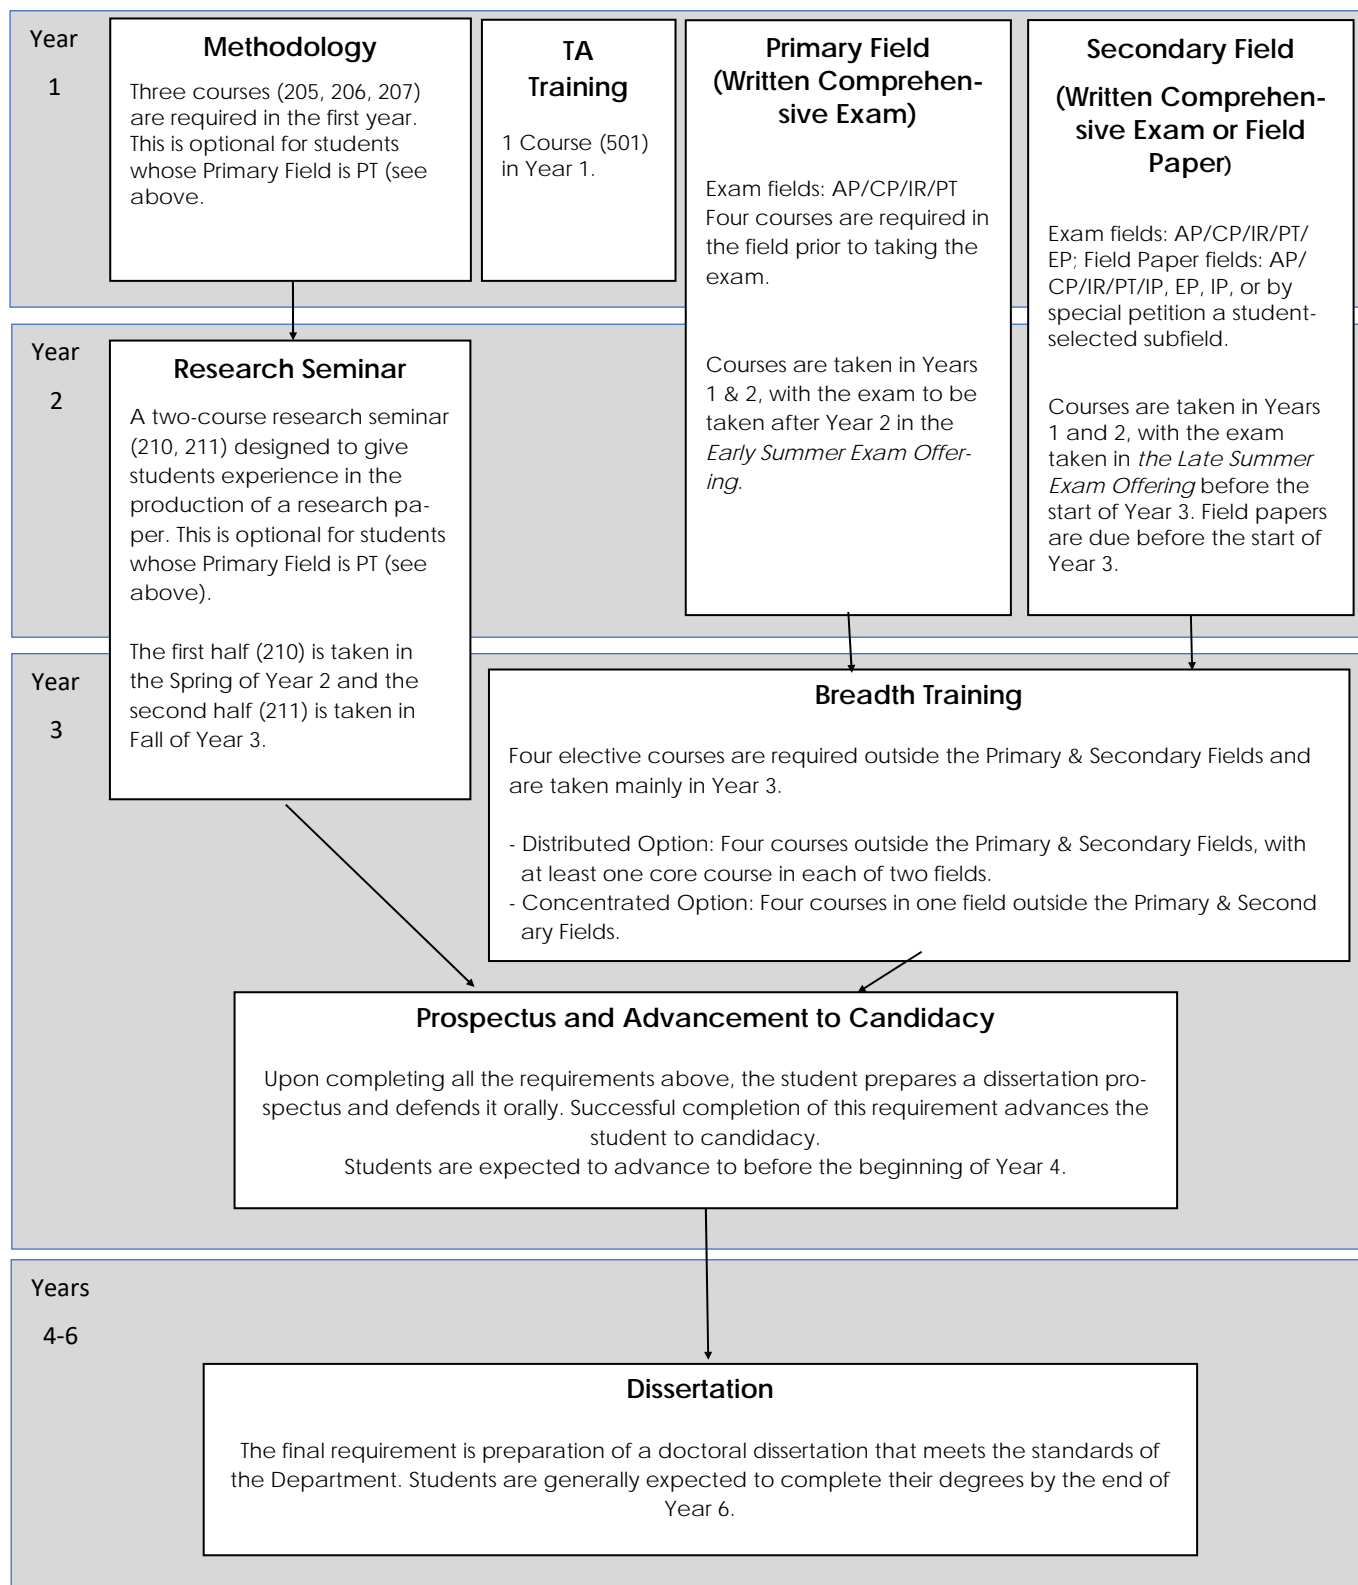 Year
1
Methodology
Three courses (205, 206, 207)
are required in the first year.
This is optional for students
whose Primary Field is PT (see
above.
TA
Training
1 Course (501)
in Year 1.
Primary Field
(Written Comprehen-
sive Exam)
Exam fields: AP/CP/IR/PT
Four courses are required in
the field prior to taking the
exam.
Courses are taken in Years
1 & 2, with the exam to be
taken after Year 2 in the
Early Summer Exam Offer-
ing.
Secondary Field
(Written Comprehen-
sive Exam or Field
Paper)
Exam fields: AP/CP/IR/PT/
EP; Field Paper fields: AP/
CP/IR/PT/IP, EP, IP, or by
special petition a student-
selected subfield.
Courses are taken in Years
1 and 2, with the exam
taken in the Late Summer
Exam Offering before the
start of Year 3. Field papers
are due before the start of
Year 3.
Year
2
Research Seminar
A two-course research seminar
(210, 211) designed to give
students experience in the
production of a research pa-
per. This is optional for students
whose Primary Field is PT (see
above).
The first half (210) is taken in
the Spring of Year 2 and the
second half (211) is taken in
Fall of Year 3.
Year
3
Breadth Training
Four elective courses are required outside the Primary & Secondary Fields and
are taken mainly in Year 3.
- Distributed Option: Four courses outside the Primary & Secondary Fields, with
at least one core course in each of two fields.
- Concentrated Option: Four courses in one field outside the Primary & Second
ary Fields.
Prospectus and Advancement to Candidacy
Upon completing all the requirements above, the student prepares a dissertation pro-
spectus and defends it orally. Successful completion of this requirement advances the
student to candidacy.
Students are expected to advance to before the beginning of Year 4.
Years
4-6
Dissertation
The final requirement is preparation of a doctoral dissertation that meets the standards of
the Department. Students are generally expected to complete their degrees by the end of
Year 6.